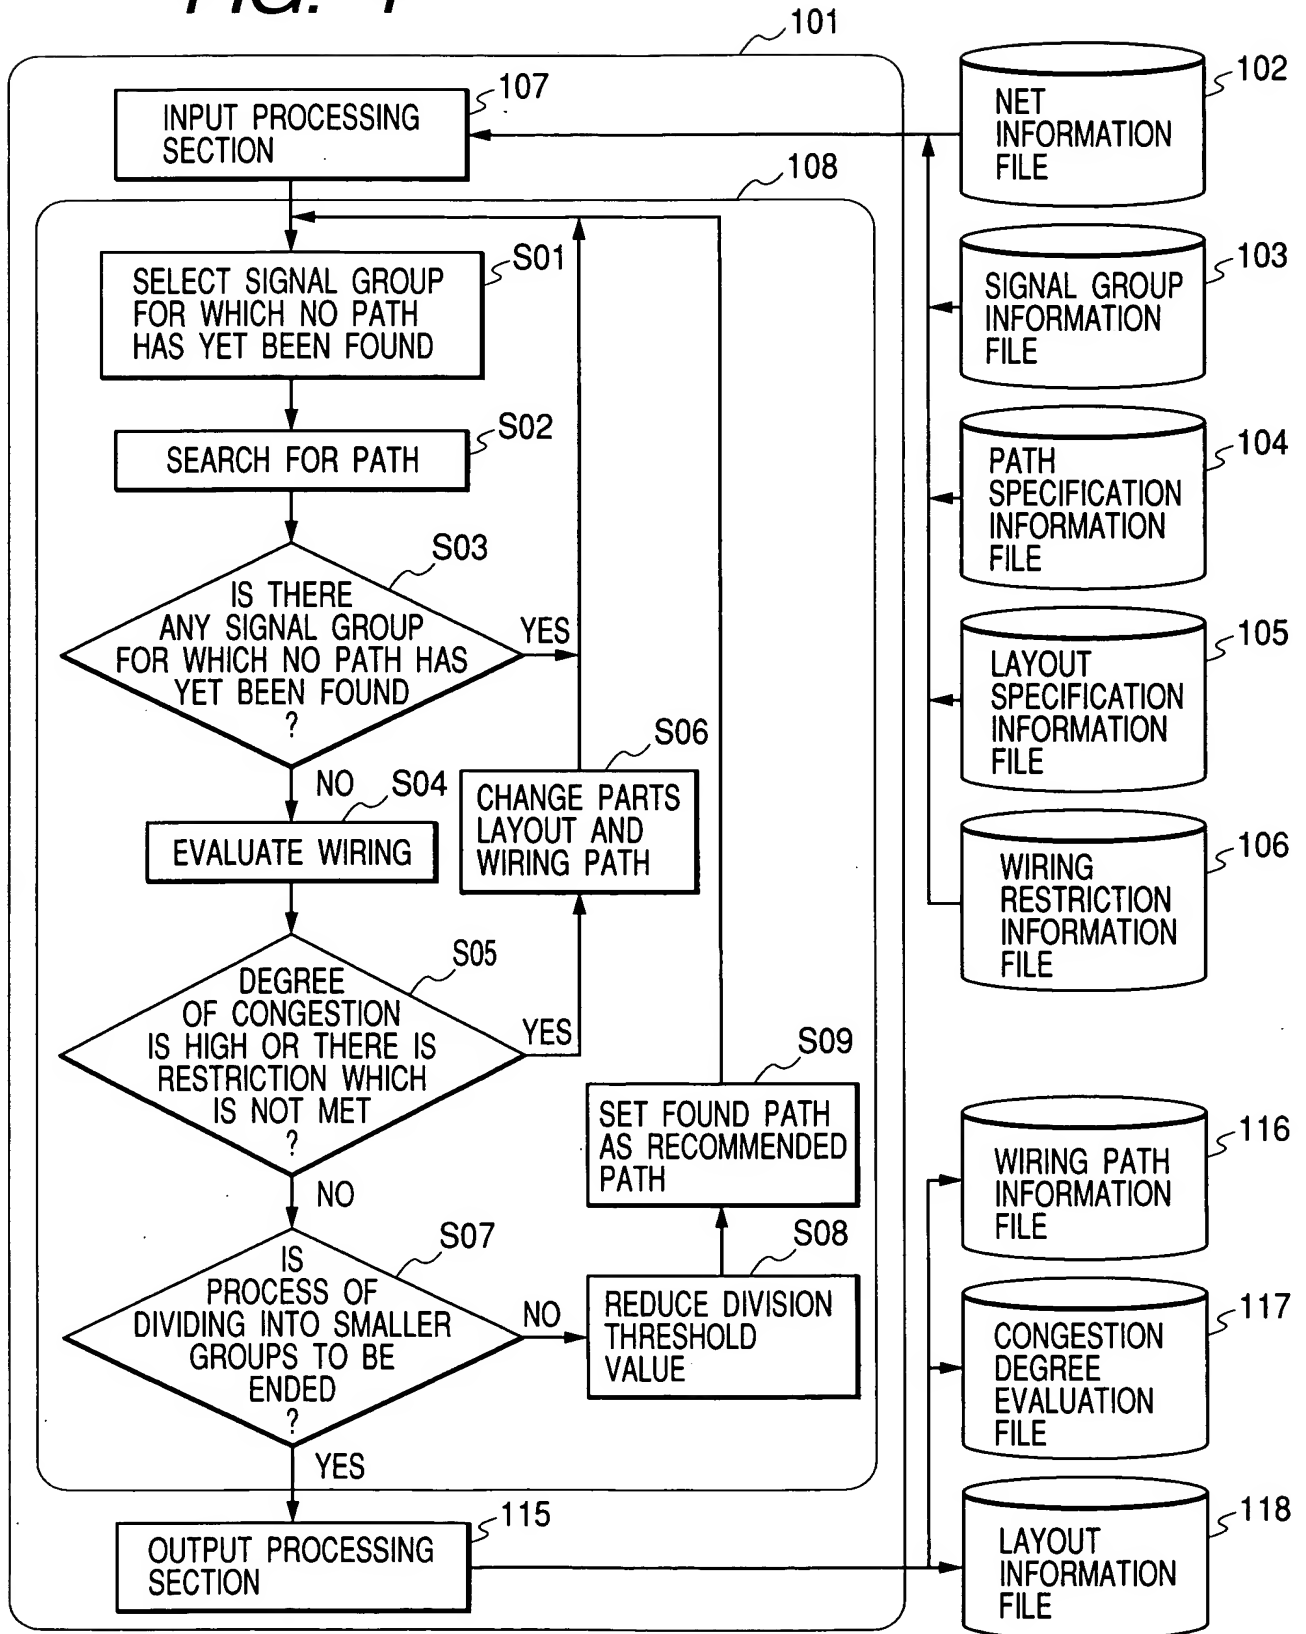 FIG. 1
101
107
INPUT PROCESSING
SECTION
102
NET
INFORMATION
FILE
108
S01
SELECT SIGNAL GROUP
FOR WHICH NO PATH
HAS YET BEEN FOUND
103
SIGNAL GROUP
INFORMATION
FILE
S02
SEARCH FOR PATH
104
PATH
SPECIFICATION
INFORMATION
FILE
S03
IS THERE
ANY SIGNAL GROUP
FOR WHICH NO PATH HAS
YET BEEN FOUND
?
YES
NO
105
LAYOUT
SPECIFICATION
INFORMATION
FILE
S04
EVALUATE WIRING
S06
CHANGE PARTS
LAYOUT AND
WIRING PATH
106
WIRING
RESTRICTION
INFORMATION
FILE
S05
DEGREE
OF CONGESTION
IS HIGH OR THERE IS
RESTRICTION WHICH
IS NOT MET
?
YES
NO
S09
SET FOUND PATH
AS RECOMMENDED
PATH
116
WIRING PATH
INFORMATION
FILE
S07
IS
PROCESS OF
DIVIDING INTO SMALLER
GROUPS TO BE
ENDED
?
NO
YES
S08
REDUCE DIVISION
THRESHOLD
VALUE
117
CONGESTION
DEGREE
EVALUATION
FILE
115
OUTPUT PROCESSING
SECTION
118
LAYOUT
INFORMATION
FILE